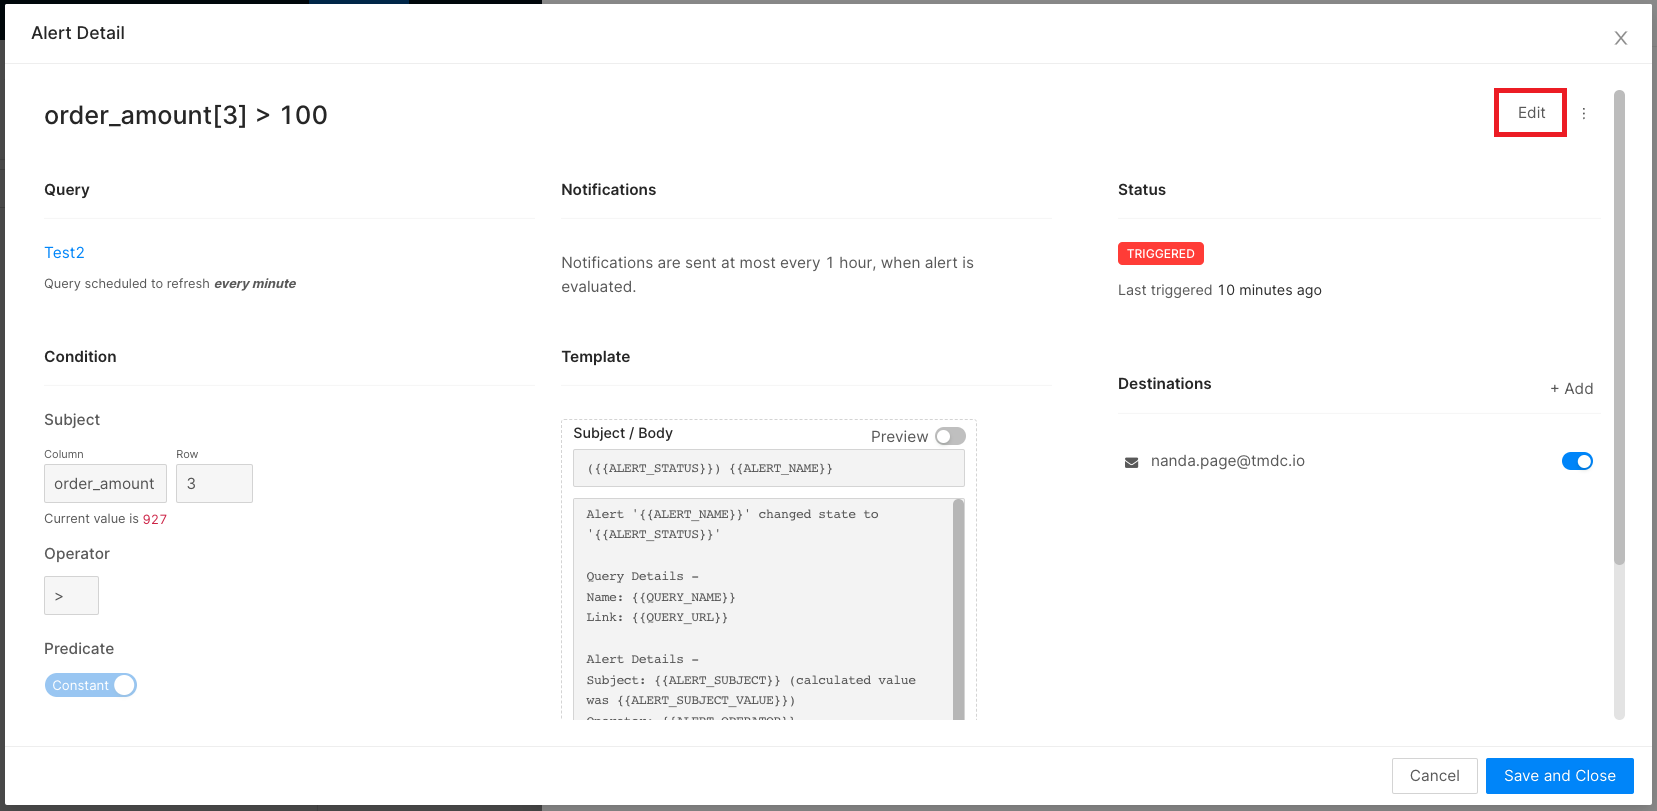 Alert Detail
order_amount[3] > 100
Edit
Query
Test2
Query scheduled to refresh every minute
Notifications
Notifications are sent at most every 1 hour, when alert is
evaluated.
Status
TRIGGERED
Last triggered 10 minutes ago
Condition
Subject
Column
Row
order_amount
3
Current value is 927
Operator
>
Predicate
Constant
Template
Subject / Body
Preview
({{ALERT_STATUS}}) {{ALERT_NAME}}
Alert '{{ALERT_NAME}}' changed state to
'{{ALERT_STATUS}}'
Query Details -
Name: {{QUERY_NAME}}
Link: {{QUERY_URL}}
Alert Details -
Subject: {{ALERT_SUBJECT}} (calculated value
was {{ALERT_SUBJECT_VALUE}})
Operator: {{ALERT_OPERATOR}}
Destinations
+ Add
nanda.page@tmdc.io
Cancel
Save and Close